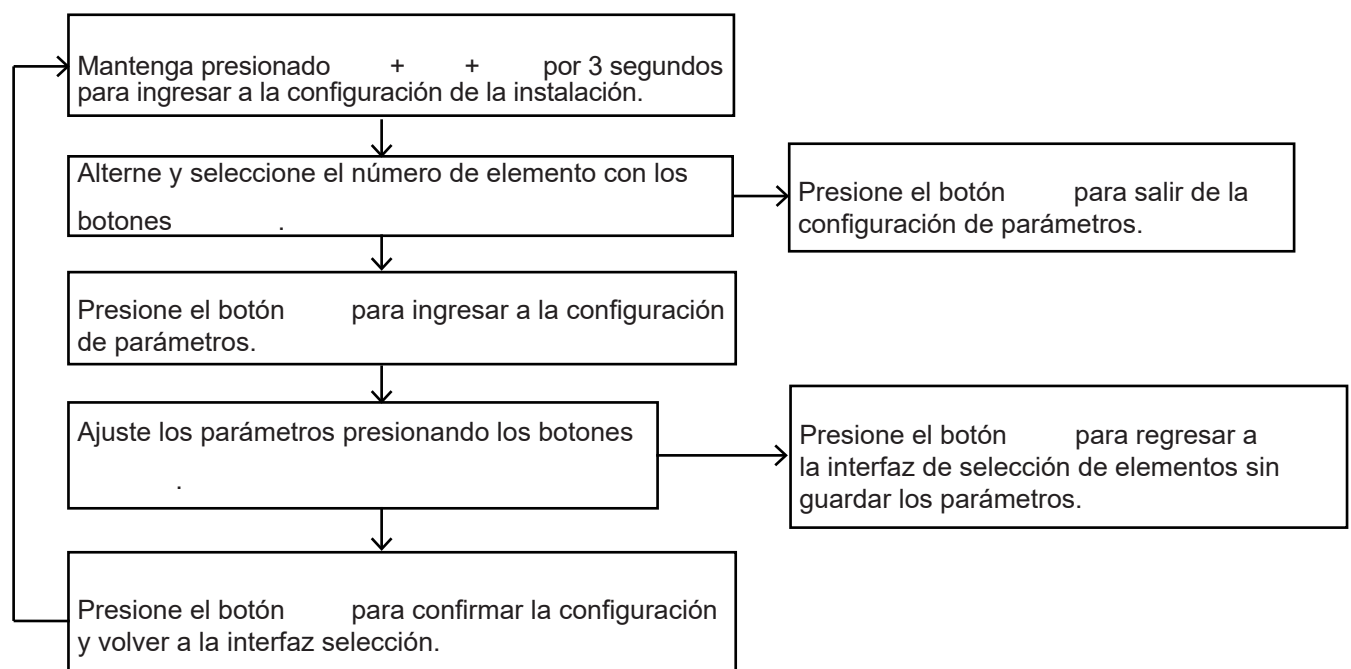 Mantenga presionado + + por 3 segundos
para ingresar a la configuración de la instalación.
Alterne y seleccione el número de elemento con los
botones .
Presione el botón para salir de la
configuración de parámetros.
Presione el botón para ingresar a la configuración
de parámetros.
Ajuste los parámetros presionando los botones
.
Presione el botón para regresar a
la interfaz de selección de elementos sin
guardar los parámetros.
Presione el botón para confirmar la configuración
y volver a la interfaz selección.